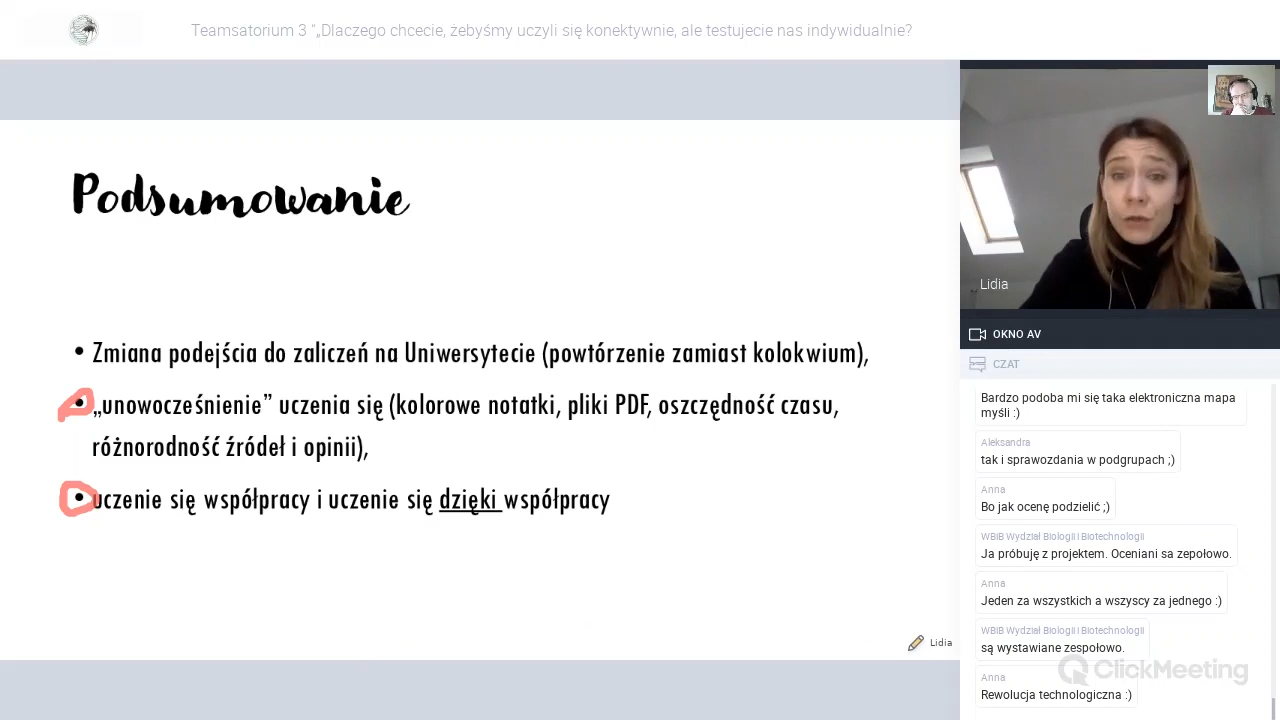 Teamsatorium 3 "„Dlaczego chcecie, żebyśmy uczyli się konektywnie, ale testujecie nas indywidualnie?
Podsumowanie
• Zmiana podejścia do zaliczeń na Uniwersytecie (powtórzenie zamiast kolokwium),
• „unowocześnienie” uczenia się (kolorowe notatki, pliki PDF, oszczędność czasu,
różnorodność źródeł i opinii),
• uczenie się współpracy i uczenie się dzięki współpracy
Lidia
Lidia
OKNO AV
CZAT
Bardzo podoba mi się taka elektroniczna mapa
myśli :)
Aleksandra
tak i sprawozdania w podgrupach ;)
Anna
Bo jak ocenę podzielić ;)
WBiB Wydział Biologii i Biotechnologii
Ja próbuję z projektem. Oceniani sa zepołowo.
Anna
Jeden za wszystkich a wszyscy za jednego :)
WBiB Wydział Biologii i Biotechnologii
są wystawiane zespołowo.
Anna
Rewolucja technologiczna :)
ClickMeeting